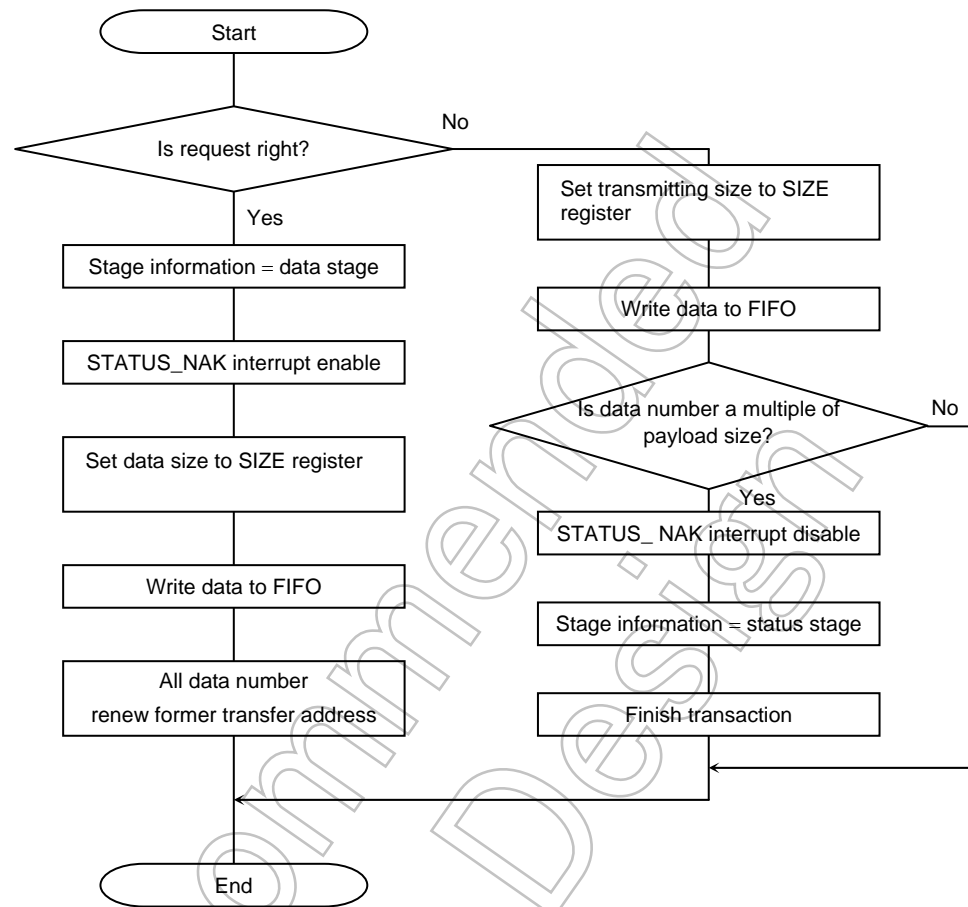 Start
Is request right?
No
Yes
Stage information = data stage
STATUS_NAK interrupt enable
Set data size to SIZE register
Write data to FIFO
All data number
renew former transfer address
End
Set transmitting size to SIZE
register
Write data to FIFO
Is data number a multiple of
payload size?
No
Yes
STATUS_ NAK interrupt disable
Stage information = status stage
Finish transaction
ommended
Design